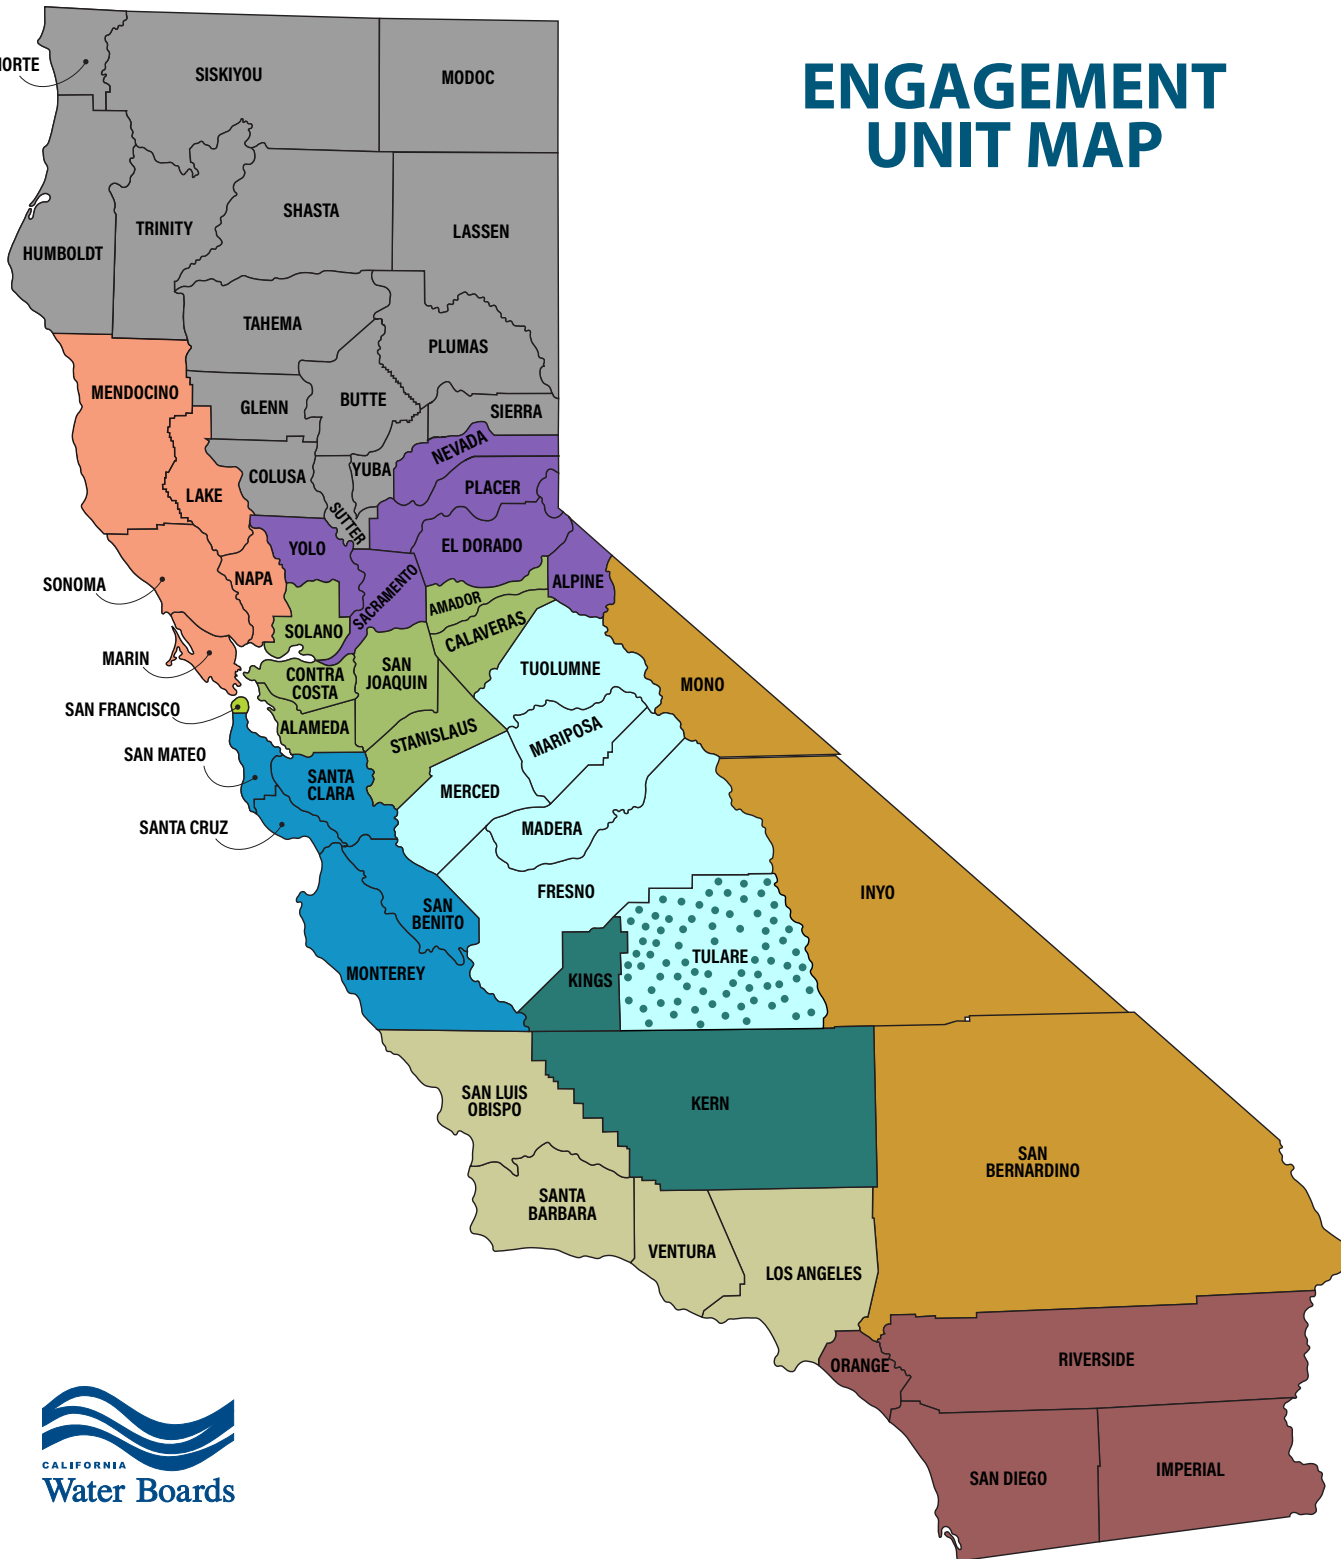 ENGAGEMENT
UNIT MAP
NORTE
SISKIYOU
MODOC
HUMBOLDT
TRINITY
SHASTA
LASSEN
TAHEMA
PLUMAS
MENDOCINO
GLENN
BUTTE
SIERRA
NEVADA
LAKE
COLUSA
YUBA
PLACER
SUTTER
YOLO
EL DORADO
SONOMA
NAPA
SACRAMENTO
ALPINE
AMADOR
SOLANO
CALAVERAS
MARIN
CONTRA
COSTA
SAN
JOAQUIN
TUOLUMNE
MONO
SAN FRANCISCO
ALAMEDA
STANISLAUS
MARIPOSA
SAN MATEO
SANTA
CLARA
MERCED
SANTA CRUZ
MADERA
FRESNO
INYO
SAN
BENITO
TULARE
MONTEREY
KINGS
SAN LUIS
OBISPO
KERN
SAN
BERNARDINO
SANTA
BARBARA
VENTURA
LOS ANGELES
ORANGE
RIVERSIDE
SAN DIEGO
IMPERIAL
CALIFORNIA
Water Boards